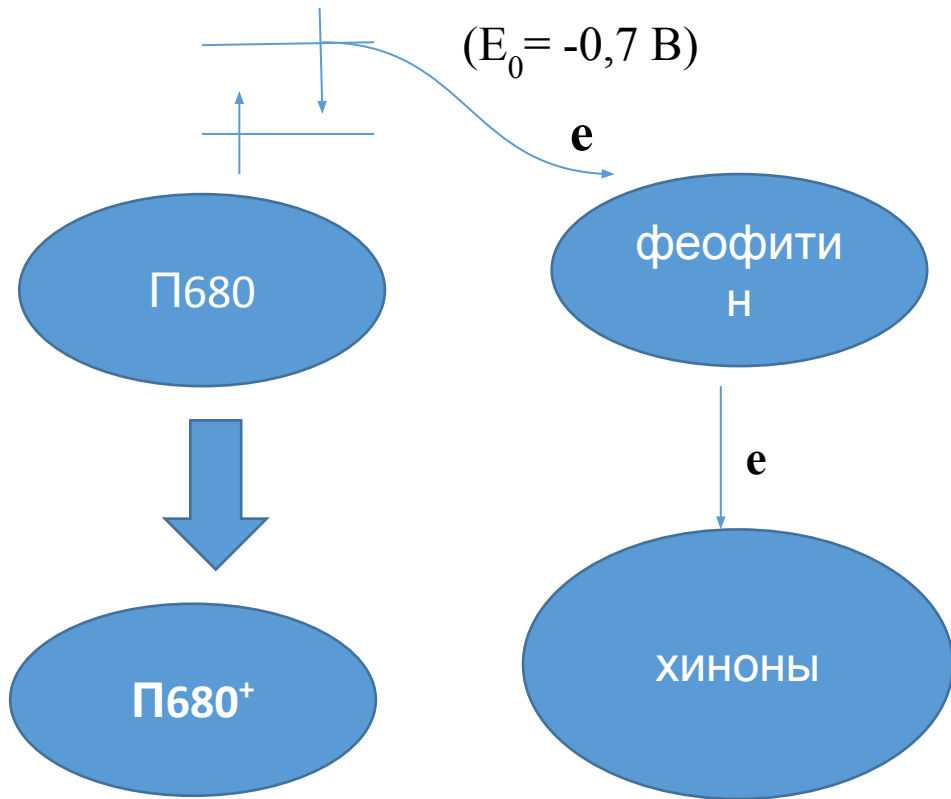 (E₀= -0,7 В)
e
П680
феофити
н
e
П680⁺
хиноны